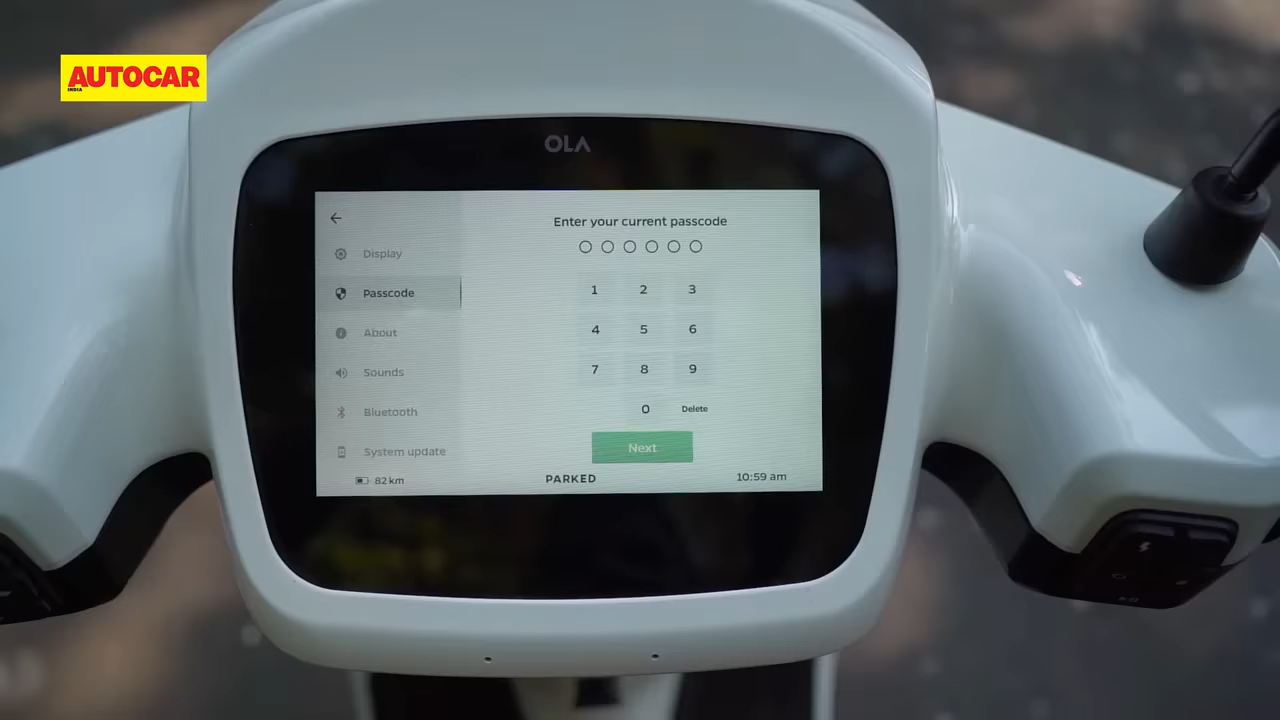 AUTOCAR
INDIA
OLA
Enter your current passcode
Display
Passcode
About
Sounds
Bluetooth
System update
1 2 3
4 5 6
7 8 9
0 Delete
Next
82 km
PARKED
10:59 am